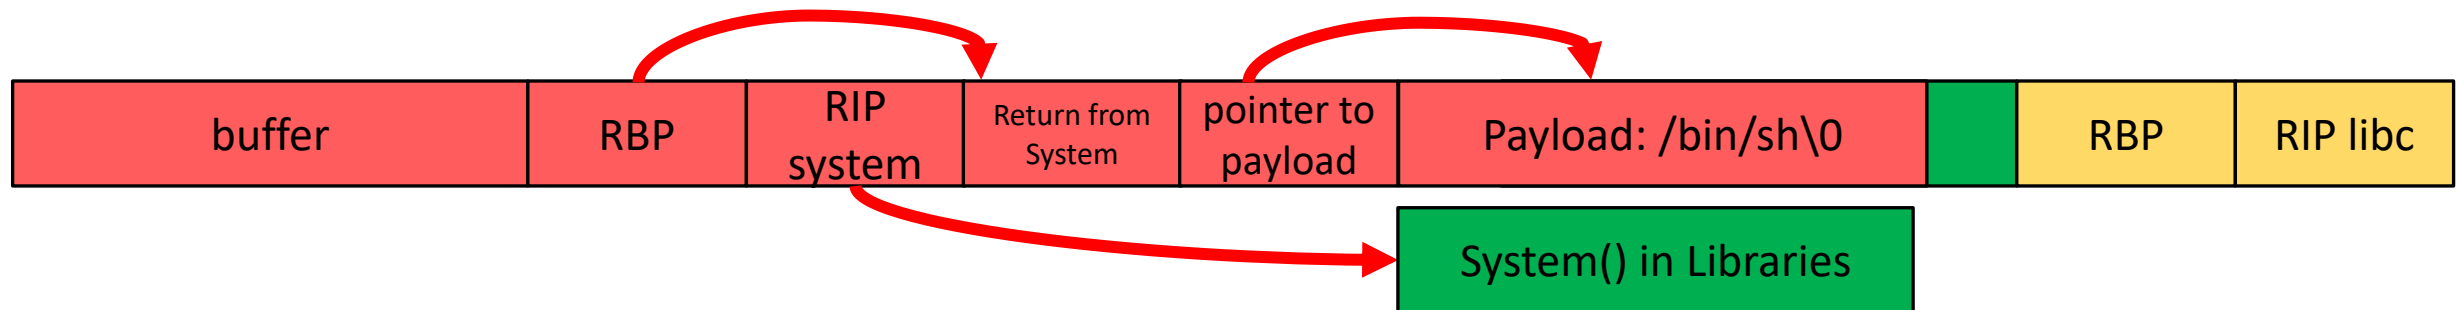 buffer
RBP
RIP
system
Return from
System
pointer to
payload
Payload: /bin/sh\0
RBP
RIP libc
System() in Libraries